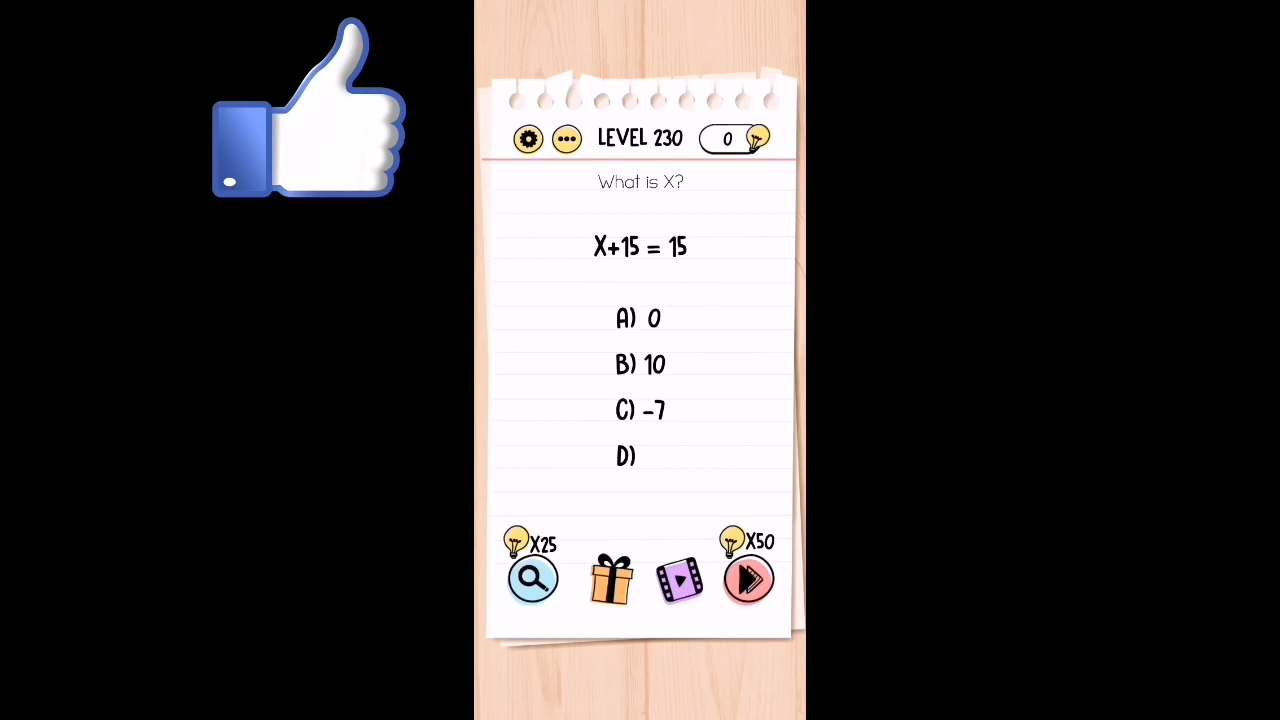 LEVEL 230
0
What is X?
X+15 = 15
A) 0
B) 10
C) -7
D)
X25
X50